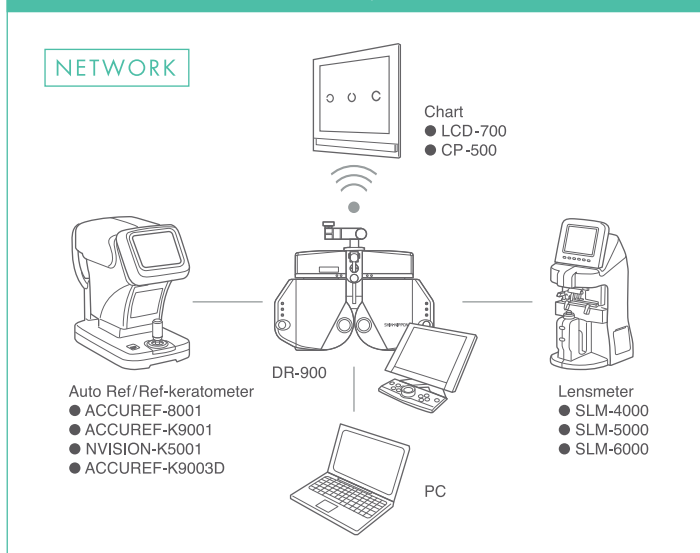 NETWORK
Chart
● LCD-700
● CP-500
DR-900
Auto Ref/Ref-keratometer
● ACCUREF-8001
● ACCUREF-K9001
● NVISION-K5001
● ACCUREF-K9003D
Lensmeter
● SLM-4000
● SLM-5000
● SLM-6000
PC